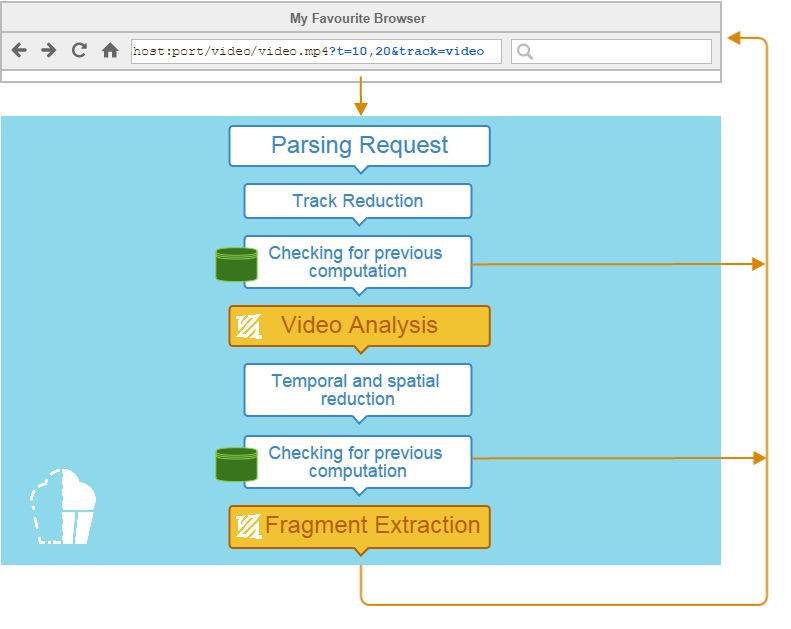 My Favourite Browser
host:port/video/video.mp4?t=10,20&track=video
Parsing Request
Track Reduction
Checking for previous
computation
Video Analysis
Temporal and spatial
reduction
Checking for previous
computation
Fragment Extraction